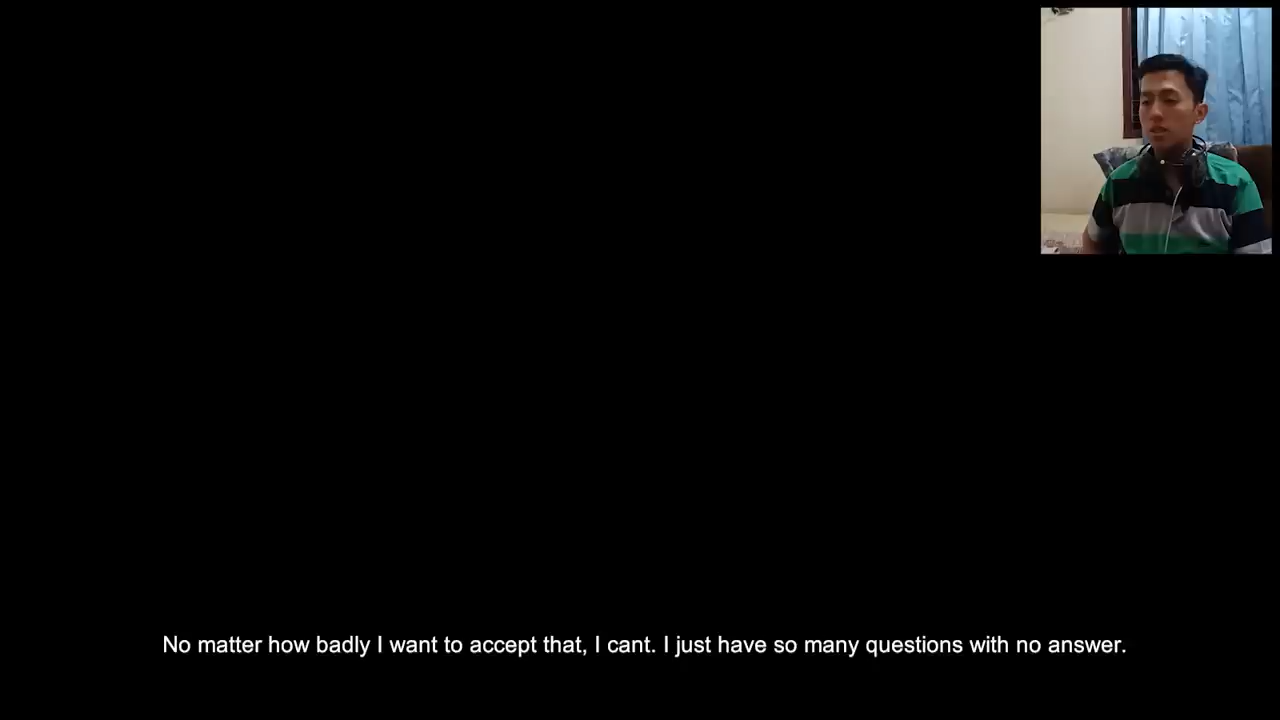 No matter how badly I want to accept that, I cant. I just have so many questions with no answer.